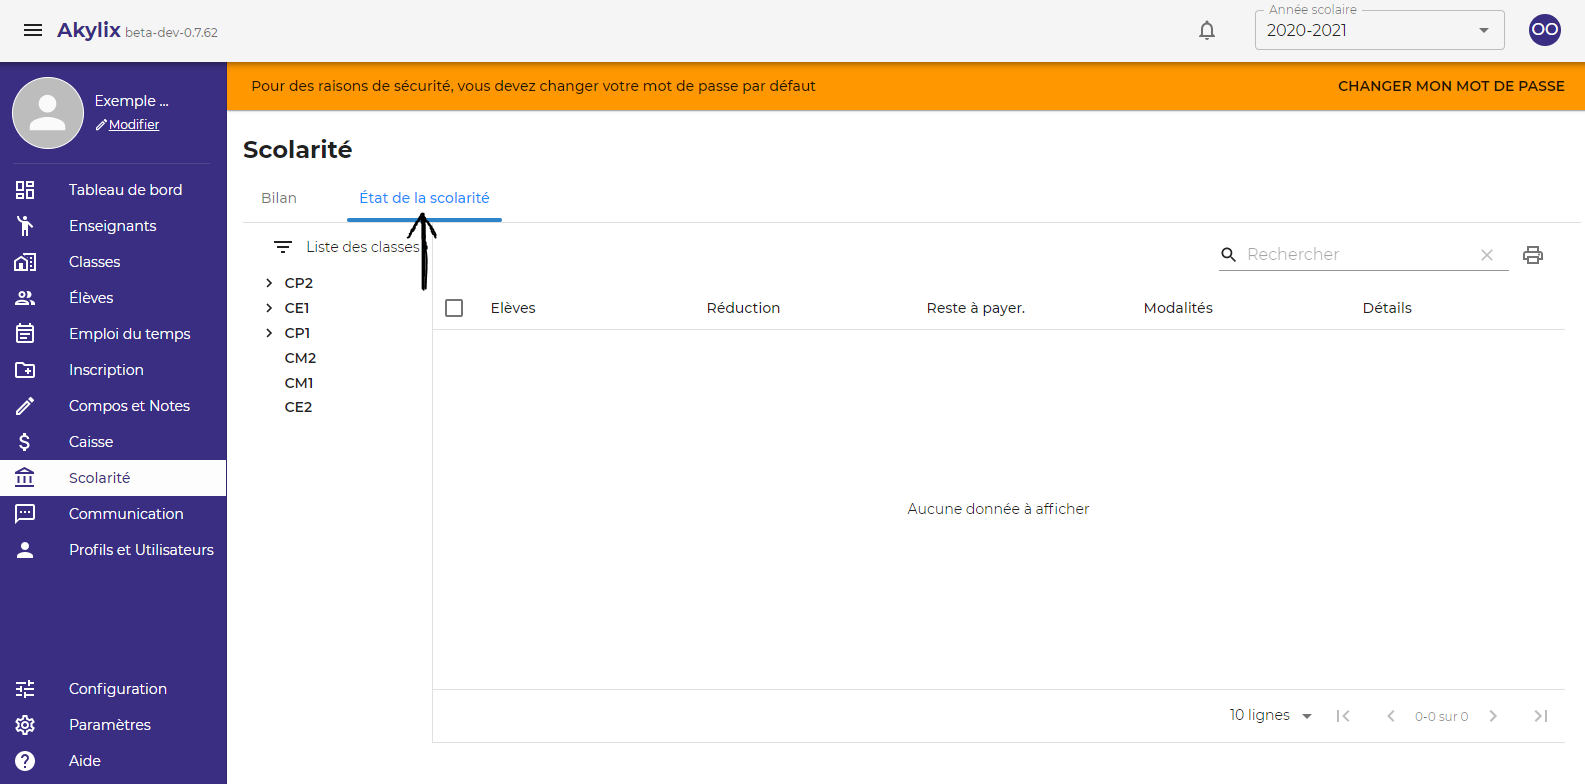 Akylix beta-dev-0.7.62
Année scolaire
2020-2021
OO
Exemple ...
Modifier
Tableau de bord
Enseignants
Classes
Élèves
Emploi du temps
Inscription
Compos et Notes
Caisse
Scolarité
Communication
Profils et Utilisateurs
Configuration
Paramètres
Aide
Pour des raisons de sécurité, vous devez changer votre mot de passe par défaut
CHANGER MON MOT DE PASSE
Scolarité
Bilan
État de la scolarité
Liste des classes
CP2
CE1
CP1
CM2
CM1
CE2
Rechercher
Elèves
Réduction
Reste à payer.
Modalités
Détails
Aucune donnée à afficher
10 lignes
0-0 sur 0